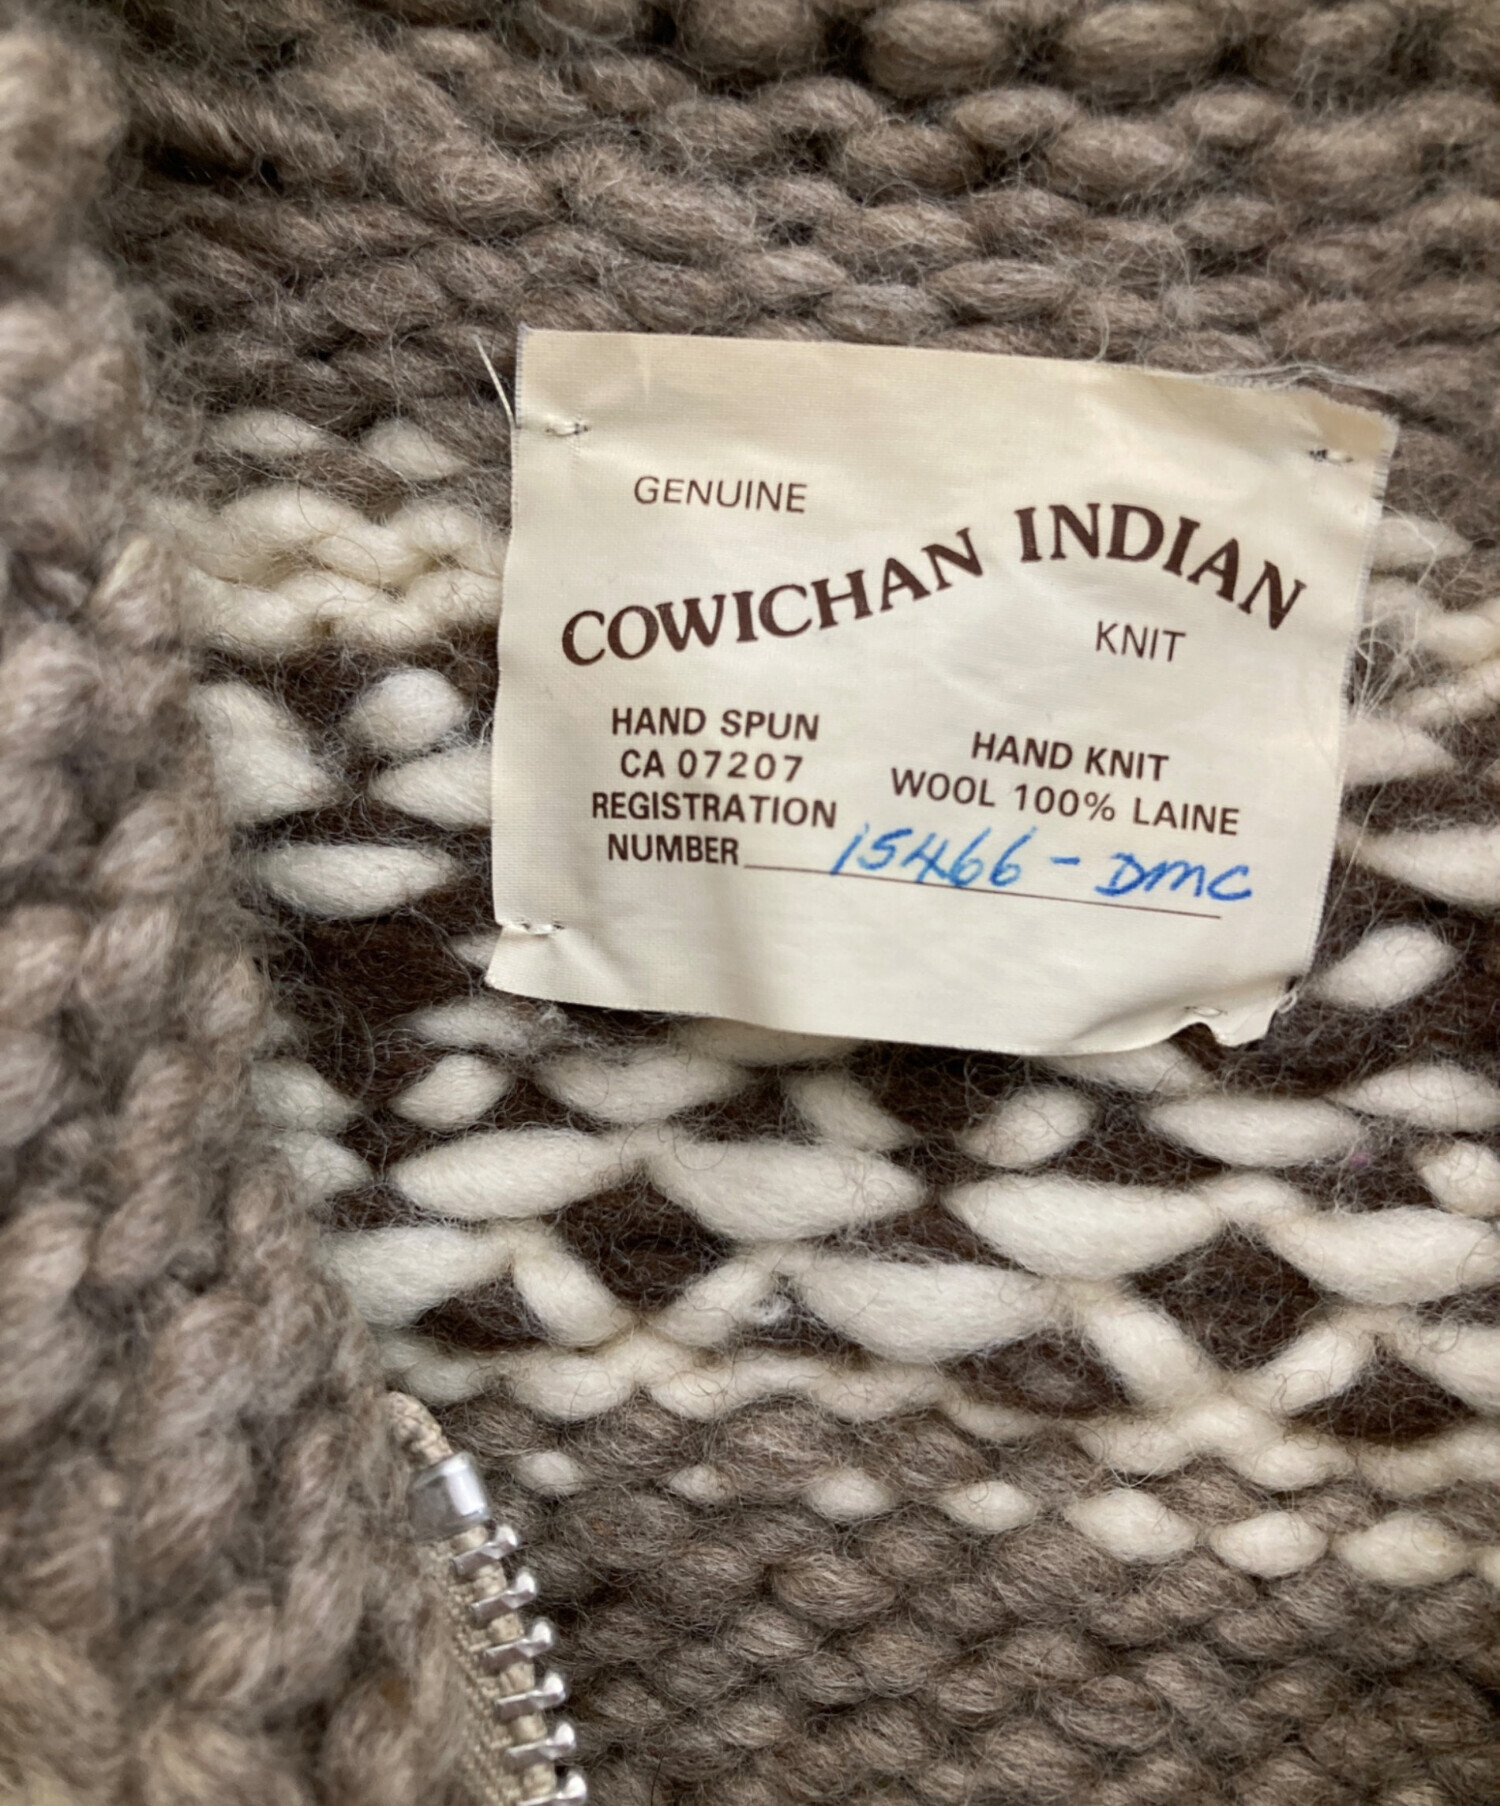 GENUINE
COWICHAN INDIAN
KNIT
HAND SPUN
CA 07207
REGISTRATION
NUMBER 15466 - DMC
HAND KNIT
WOOL 100% LAINE